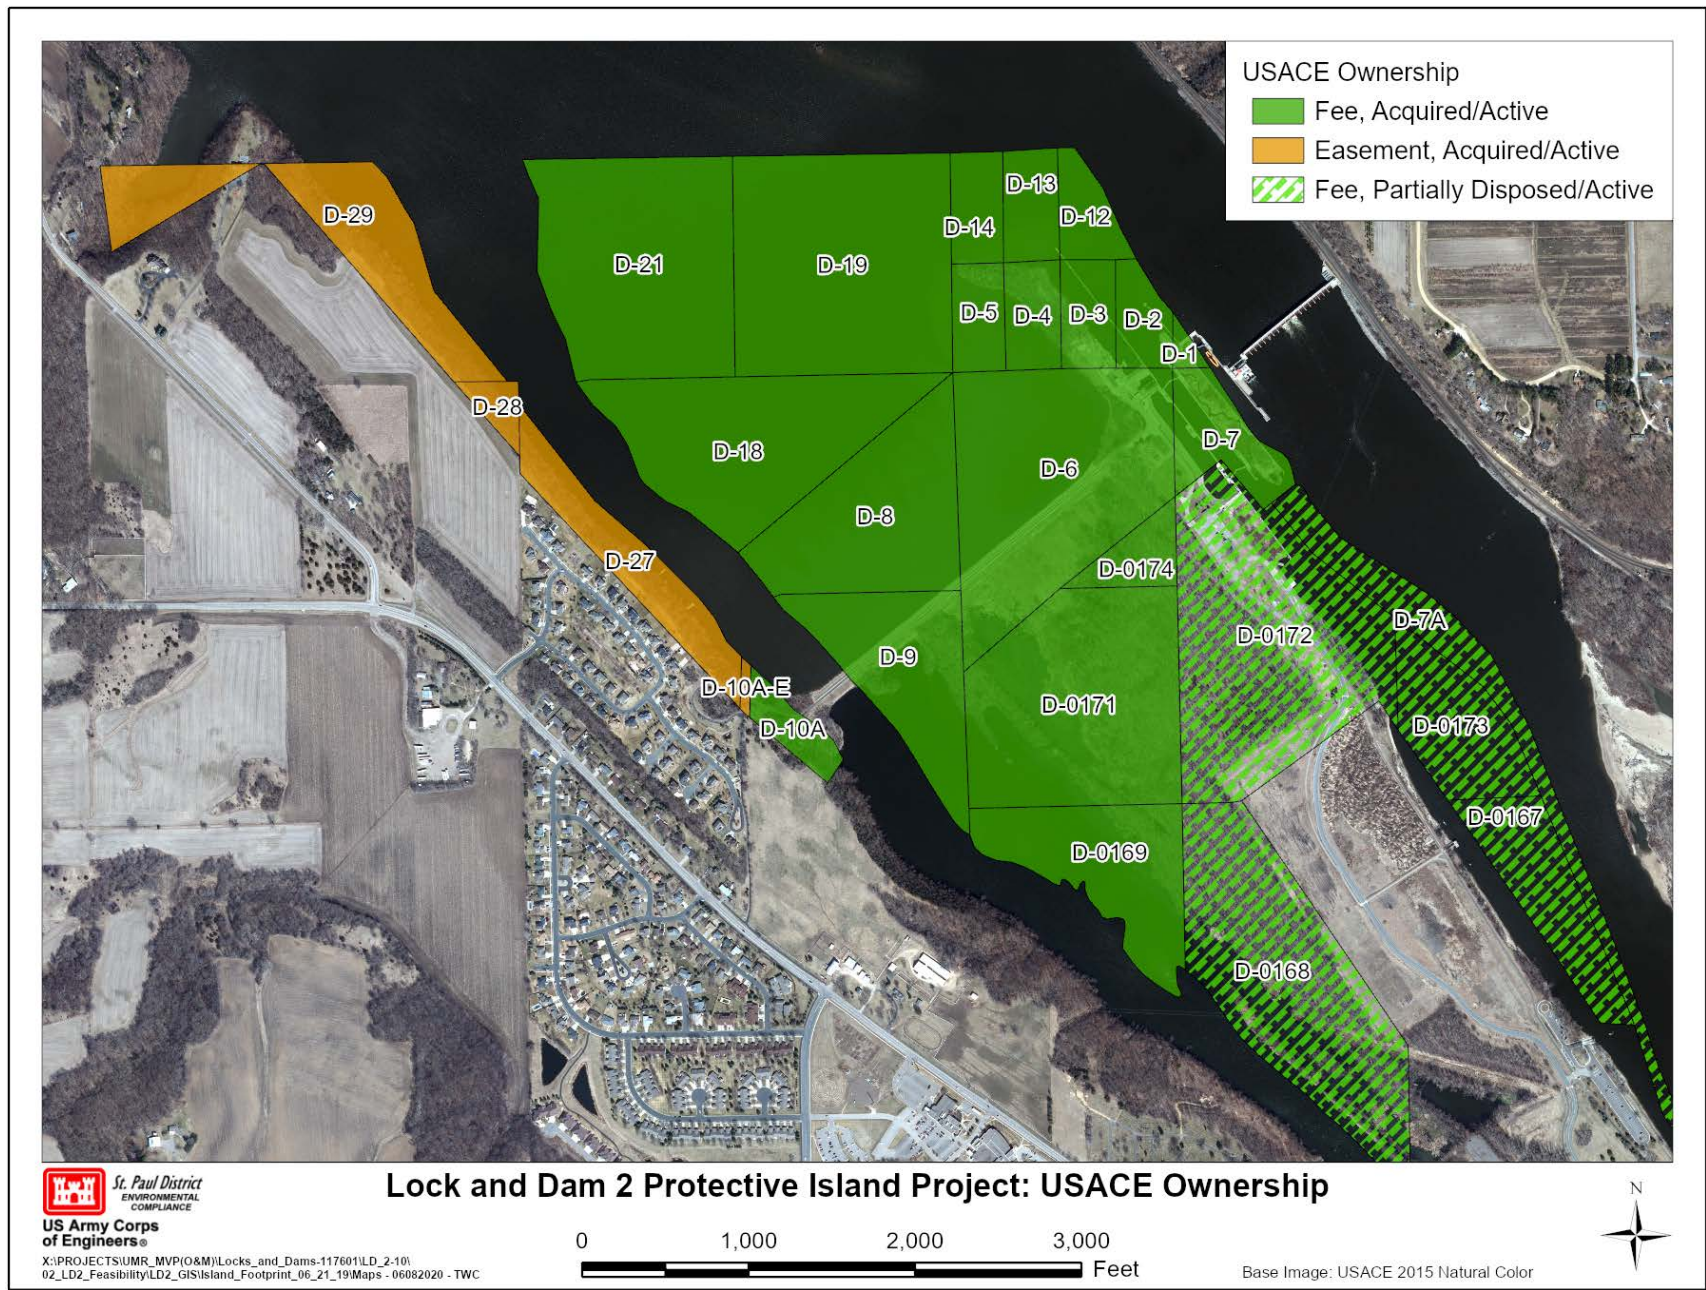 USACE Ownership
Fee, Acquired/Active
Easement, Acquired/Active
Fee, Partially Disposed/Active
D-13
D-29
D-14
D-12
D-21
D-19
D-5
D-4
D-3
D-2
D-1
D-28
D-18
D-6
D-7
D-8
D-27
D-0174
D-7A
D-0172
D-9
D-10A-E
D-0171
D-10A
D-0173
D-0167
D-0169
D-0168
Lock and Dam 2 Protective Island Project: USACE Ownership
St. Paul District
ENVIRONMENTAL
COMPLIANCE
US Army Corps
of Engineers®
X:\PROJECTS\UMR_MVP(O&M)\Locks_and_Dams-117601\LD_2-10\
02_LD2_Feasibility\LD2_GIS\Island_Footprint_06_21_19\Maps - 06082020 - TWC
0 1,000 2,000 3,000
Feet
Base Image: USACE 2015 Natural Color
N